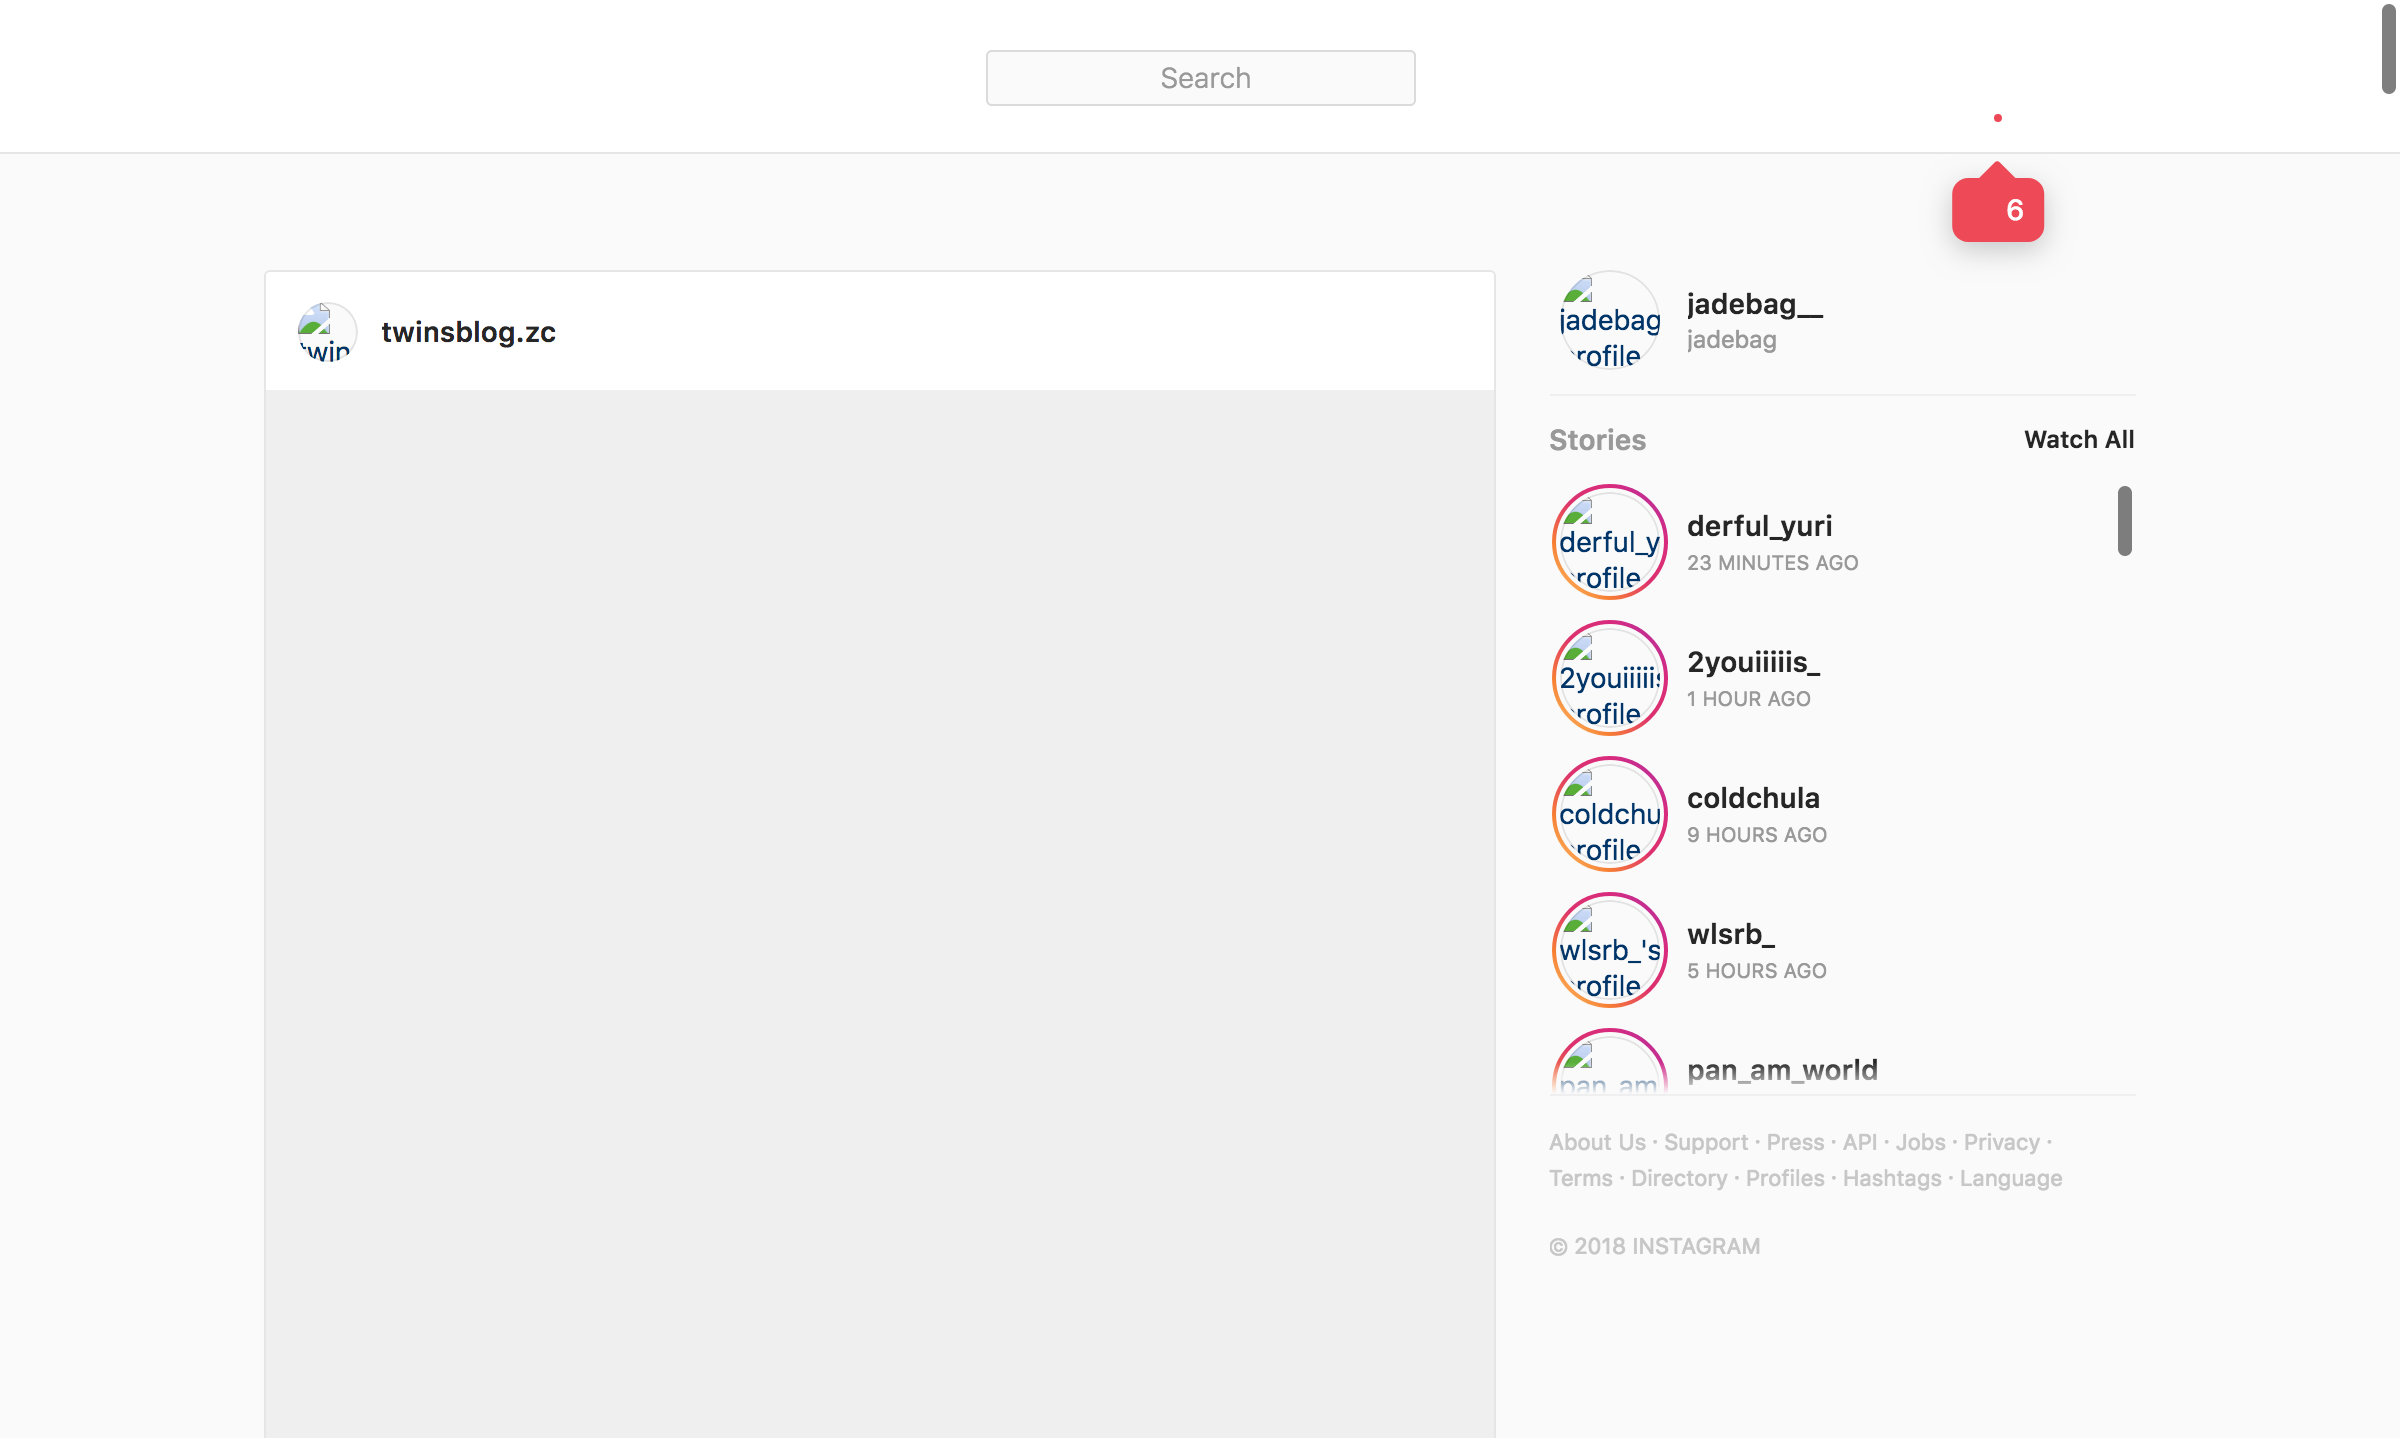 Search
6
twin
twinsblog.zc
jadebag
rofile
jadebag__
jadebag
Stories
Watch All
derful_y
rofile
derful_yuri
23 MINUTES AGO
2youiiiiis
rofile
2youiiiiis_
1 HOUR AGO
coldchu
rofile
coldchula
9 HOURS AGO
wlsrb_'s
rofile
wlsrb_
5 HOURS AGO
pan_am
pan_am_world
About Us · Support · Press · API · Jobs · Privacy ·
Terms · Directory · Profiles · Hashtags · Language
© 2018 INSTAGRAM